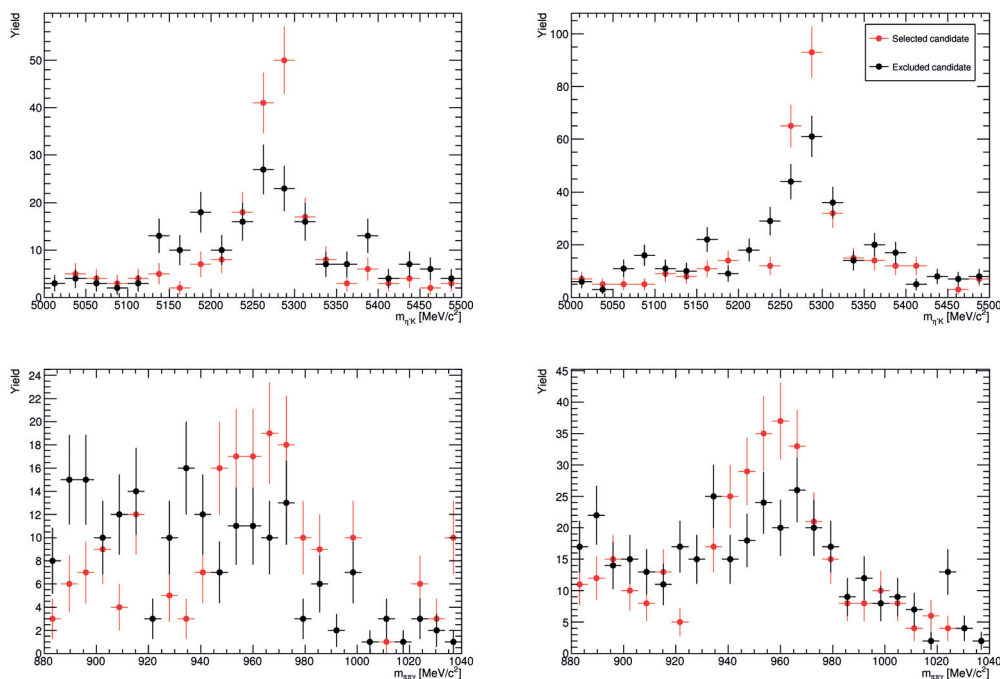 Yield
50
40
30
20
10
0
5000 5050 5100 5150 5200 5250 5300 5350 5400 5450 5500
m_η'K [MeV/c²]
Yield
100
80
60
40
20
0
5000 5050 5100 5150 5200 5250 5300 5350 5400 5450 5500
m_η'K [MeV/c²]
Selected candidate
Excluded candidate
Yield
24
22
20
18
16
14
12
10
8
6
4
2
0
880 900 920 940 960 980 1000 1020 1040
m_ππγ [MeV/c²]
Yield
45
40
35
30
25
20
15
10
5
0
880 900 920 940 960 980 1000 1020 1040
m_ππγ [MeV/c²]